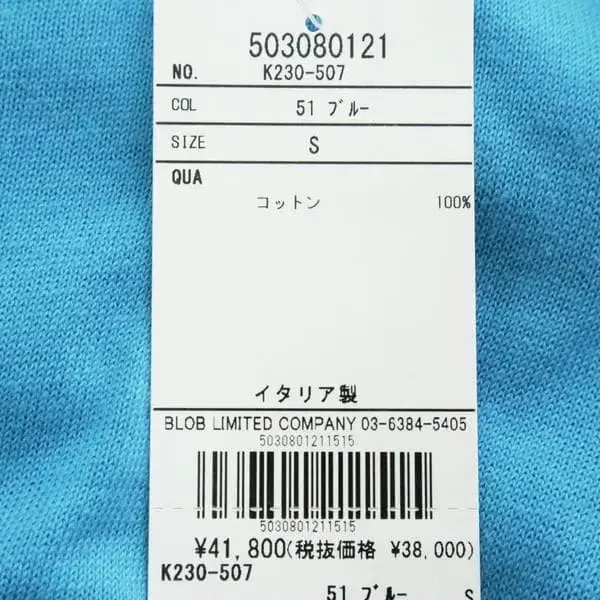 503080121
NO. K230-507
COL 51 ブルー
SIZE S
QUA
コットン 100%
イタリア製
BLOB LIMITED COMPANY 03-6384-5405
5030801211515
5030801211515
¥41,800(税抜価格 ¥38,000)
K230-507
51 ブルー S